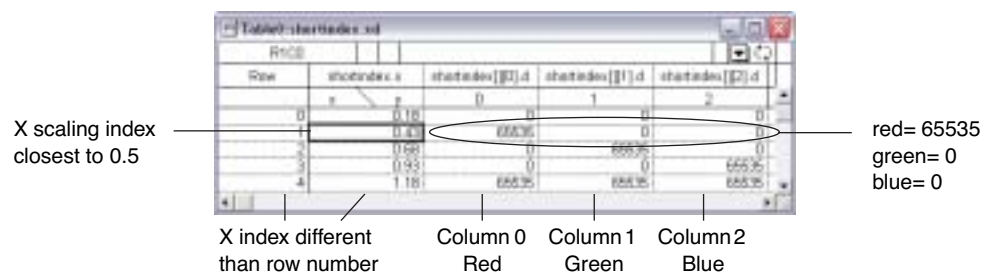 Table0:shortindex.xd
R1C0
Row shortindex.x shortindex[][0].d shortindex[][1].d shortindex[][2].d
x y 0 1 2
0 0.18 0 0 0
1 0.43 65535 0 0
2 0.68 0 65535 0
3 0.93 0 0 65535
4 1.18 65535 65535 65535
X scaling index
closest to 0.5
red= 65535
green= 0
blue= 0
X index different
than row number
Column 0
Red
Column 1
Green
Column 2
Blue